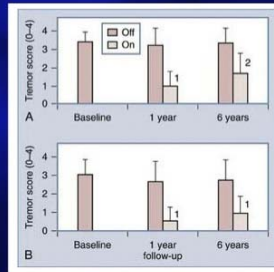 Tremor score (0–4)
4
3
2
1
0
Off
On
1
2
A
Baseline
1 year
6 years
Tremor score (0–4)
4
3
2
1
0
1
1
B
Baseline
1 year
6 years
follow-up